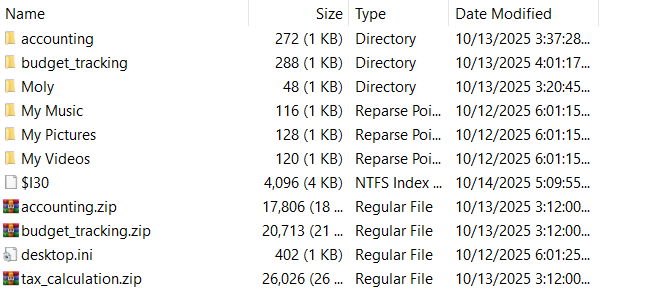 Name Size Type Date Modified
accounting 272 (1 KB) Directory 10/13/2025 3:37:28...
budget_tracking 288 (1 KB) Directory 10/13/2025 4:01:17...
Moly 48 (1 KB) Directory 10/13/2025 3:20:45...
My Music 116 (1 KB) Reparse Poi... 10/12/2025 6:01:15...
My Pictures 128 (1 KB) Reparse Poi... 10/12/2025 6:01:15...
My Videos 120 (1 KB) Reparse Poi... 10/12/2025 6:01:15...
$I30 4,096 (4 KB) NTFS Index ... 10/14/2025 5:09:55...
accounting.zip 17,806 (18 ... Regular File 10/13/2025 3:12:00...
budget_tracking.zip 20,713 (21 ... Regular File 10/13/2025 3:12:00...
desktop.ini 402 (1 KB) Regular File 10/12/2025 6:01:25...
tax_calculation.zip 26,026 (26 ... Regular File 10/13/2025 3:12:00...